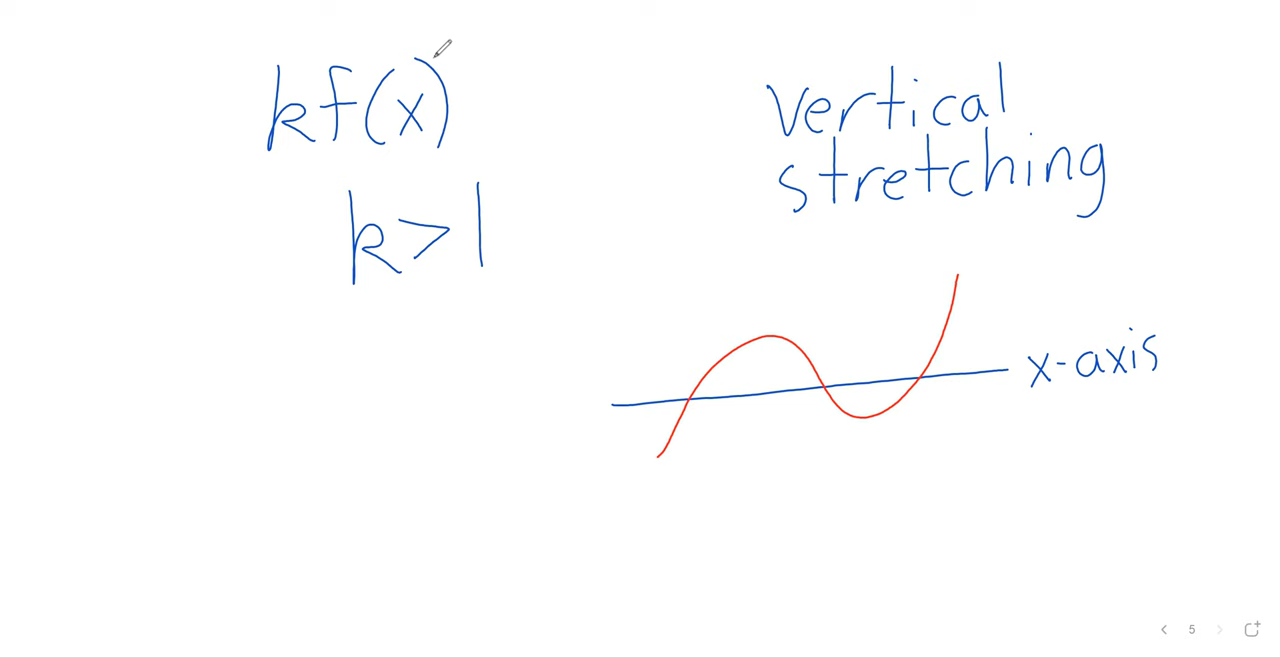 kf(x)
k>1
vertical
stretching
x-axis
5